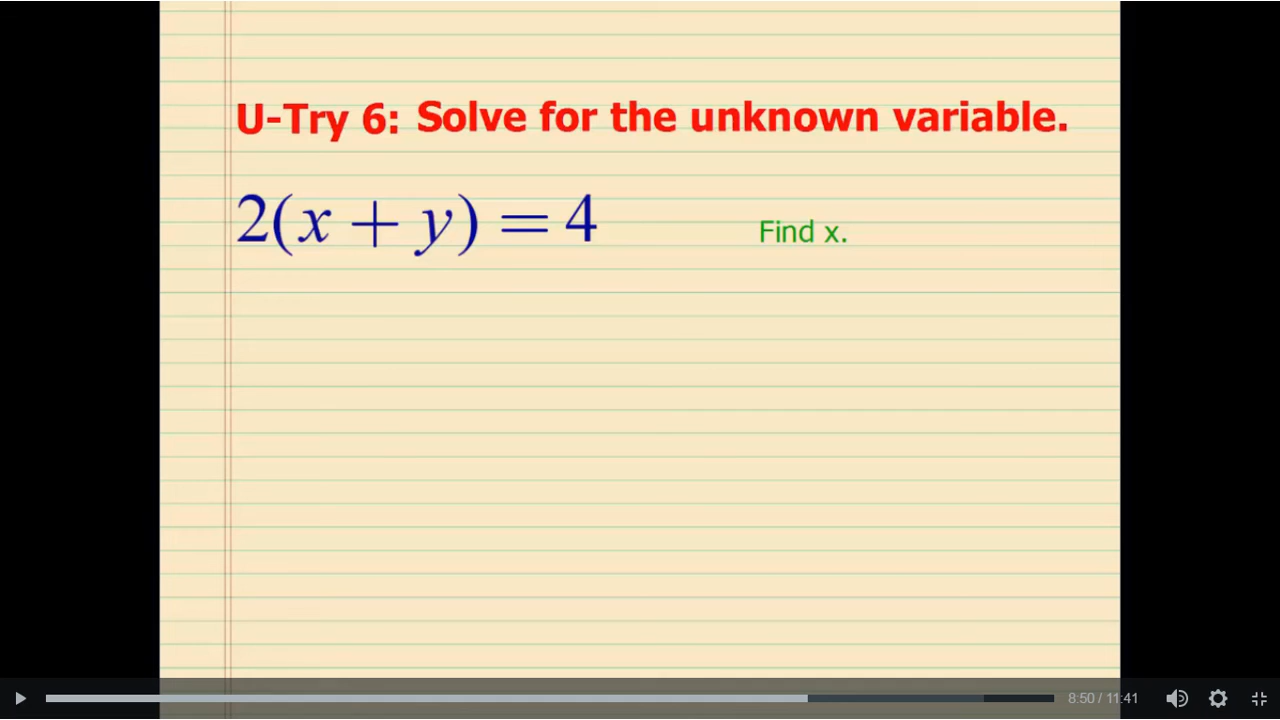 U-Try 6: Solve for the unknown variable.
2(x + y) = 4 Find x.
8:50 / 11:41